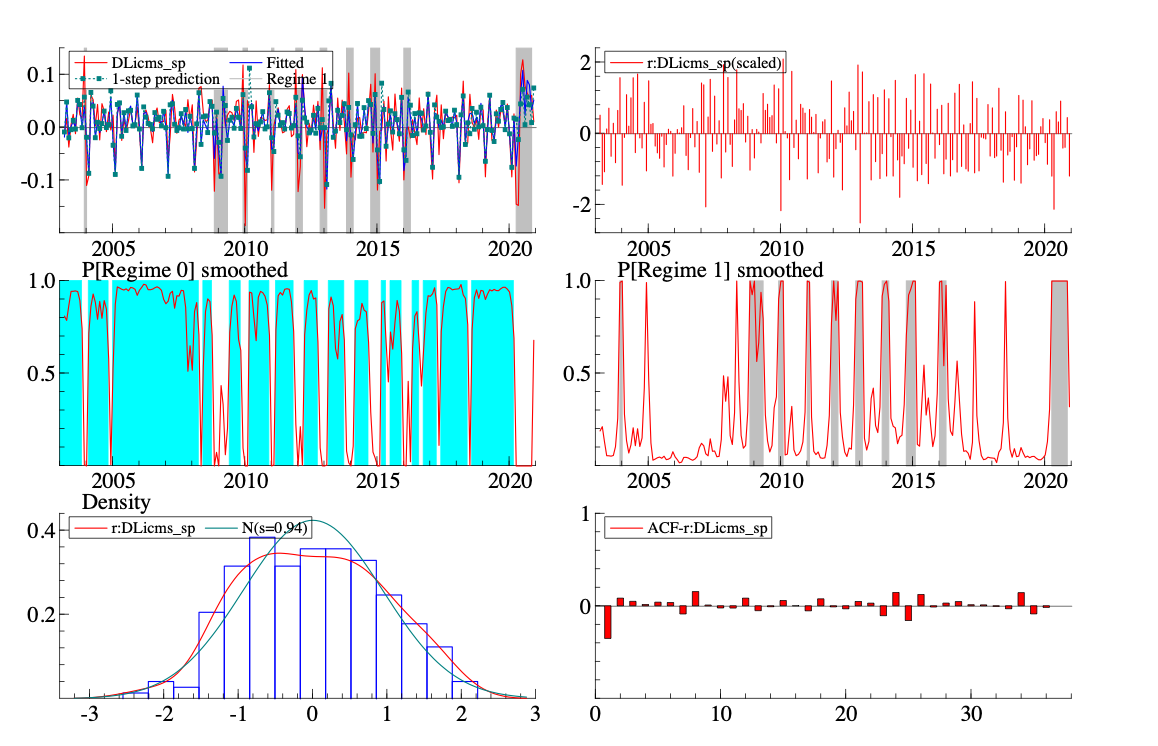 DLicms_sp Fitted
1-step prediction Regime 1
0.1
0.0
-0.1
2005 2010 2015 2020
r:DLicms_sp(scaled)
2
0
-2
2005 2010 2015 2020
P[Regime 0] smoothed
1.0
0.5
2005 2010 2015 2020
P[Regime 1] smoothed
1.0
0.5
2005 2010 2015 2020
Density
r:DLicms_sp N(s=0.94)
0.4
0.2
-3 -2 -1 0 1 2 3
ACF-r:DLicms_sp
1
0
0 10 20 30